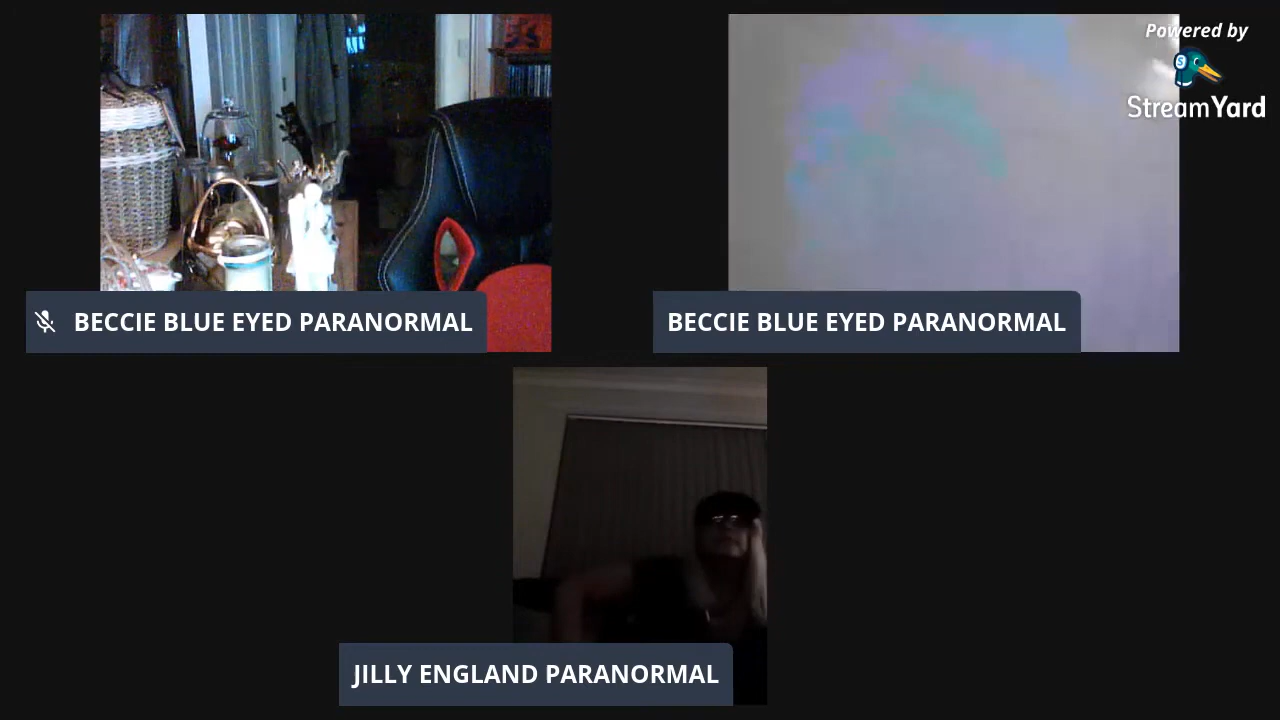 Powered by
StreamYard
BECCIE BLUE EYED PARANORMAL
BECCIE BLUE EYED PARANORMAL
JILLY ENGLAND PARANORMAL